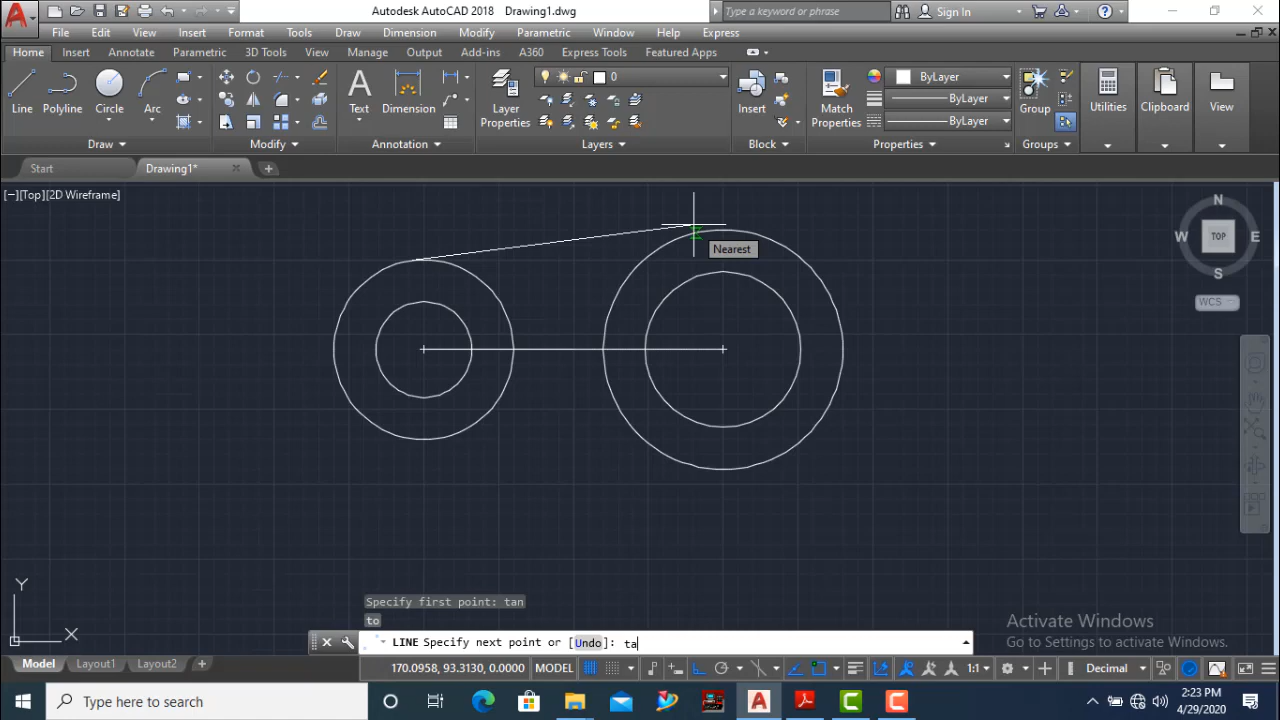 Autodesk AutoCAD 2018 Drawing1.dwg
Type a keyword or phrase
Sign In
File Edit View Insert Format Tools Draw Dimension Modify Parametric Window Help Express
Home Insert Annotate Parametric 3D Tools View Manage Output Add-ins A360 Express Tools Featured Apps
Line Polyline Circle Arc
Text Dimension
Layer Properties
0
Insert
Match Properties
ByLayer
ByLayer
ByLayer
Group
Utilities
Clipboard
View
Draw Modify Annotation Layers Block Properties Groups
Start Drawing1*
[−][Top][2D Wireframe]
N
W TOP E
S
WCS
Nearest
Y
X
Specify first point: tan
to
LINE Specify next point or [Undo]: ta
Activate Windows
Go to Settings to activate Windows.
Model Layout1 Layout2 +
170.0958, 93.3130, 0.0000 MODEL 1:1 Decimal
Type here to search
2:23 PM
4/29/2020